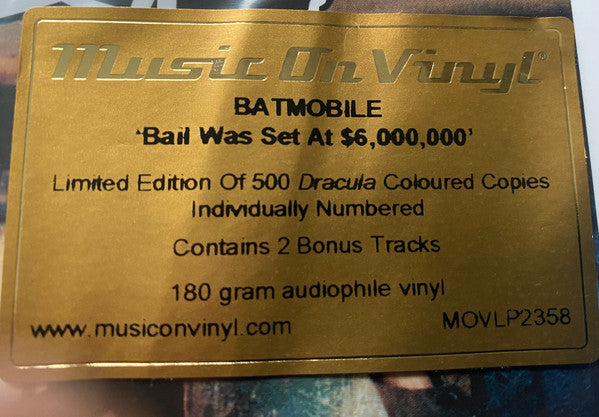 Music On Vinyl®
BATMOBILE
'Bail Was Set At $6,000,000'
Limited Edition Of 500 Dracula Coloured Copies
Individually Numbered
Contains 2 Bonus Tracks
180 gram audiophile vinyl
www.musiconvinyl.com MOVLP2358